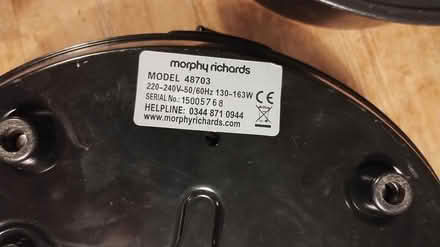 morphy richards
MODEL 48703
220-240V~50/60Hz 130-163W
SERIAL No.: 15005768
HELPLINE: 0344 871 0944
www.morphyrichards.com
CE